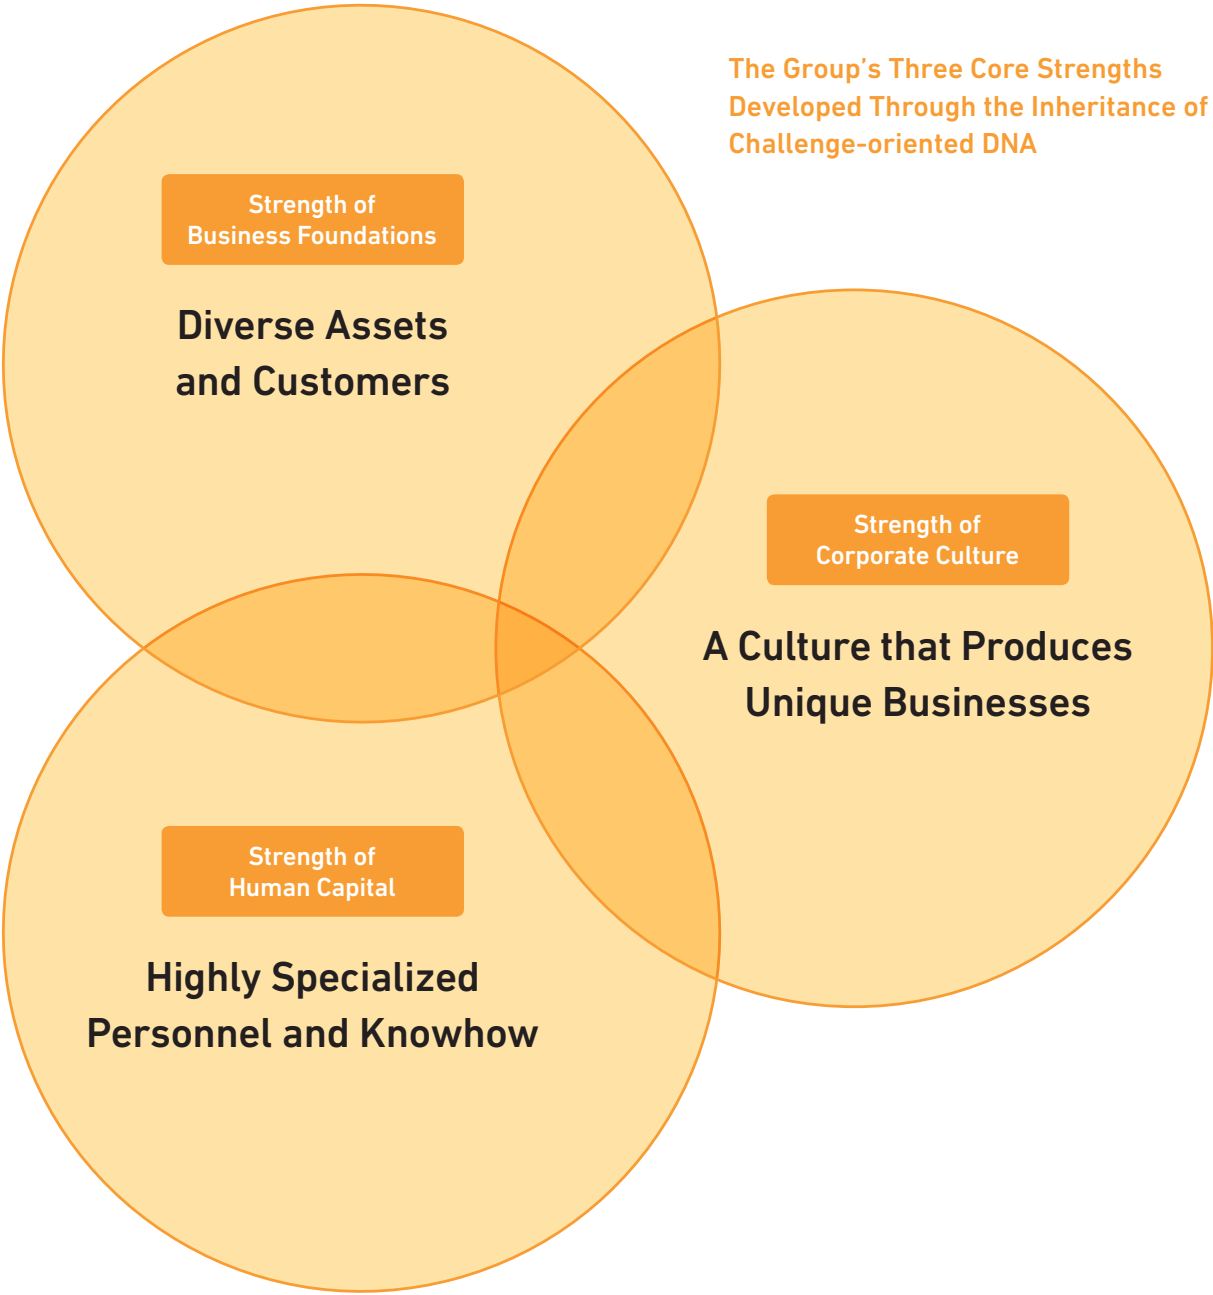 The Group’s Three Core Strengths
Developed Through the Inheritance of
Challenge-oriented DNA
Strength of
Business Foundations
Diverse Assets
and Customers
Strength of
Corporate Culture
A Culture that Produces
Unique Businesses
Strength of
Human Capital
Highly Specialized
Personnel and Knowhow